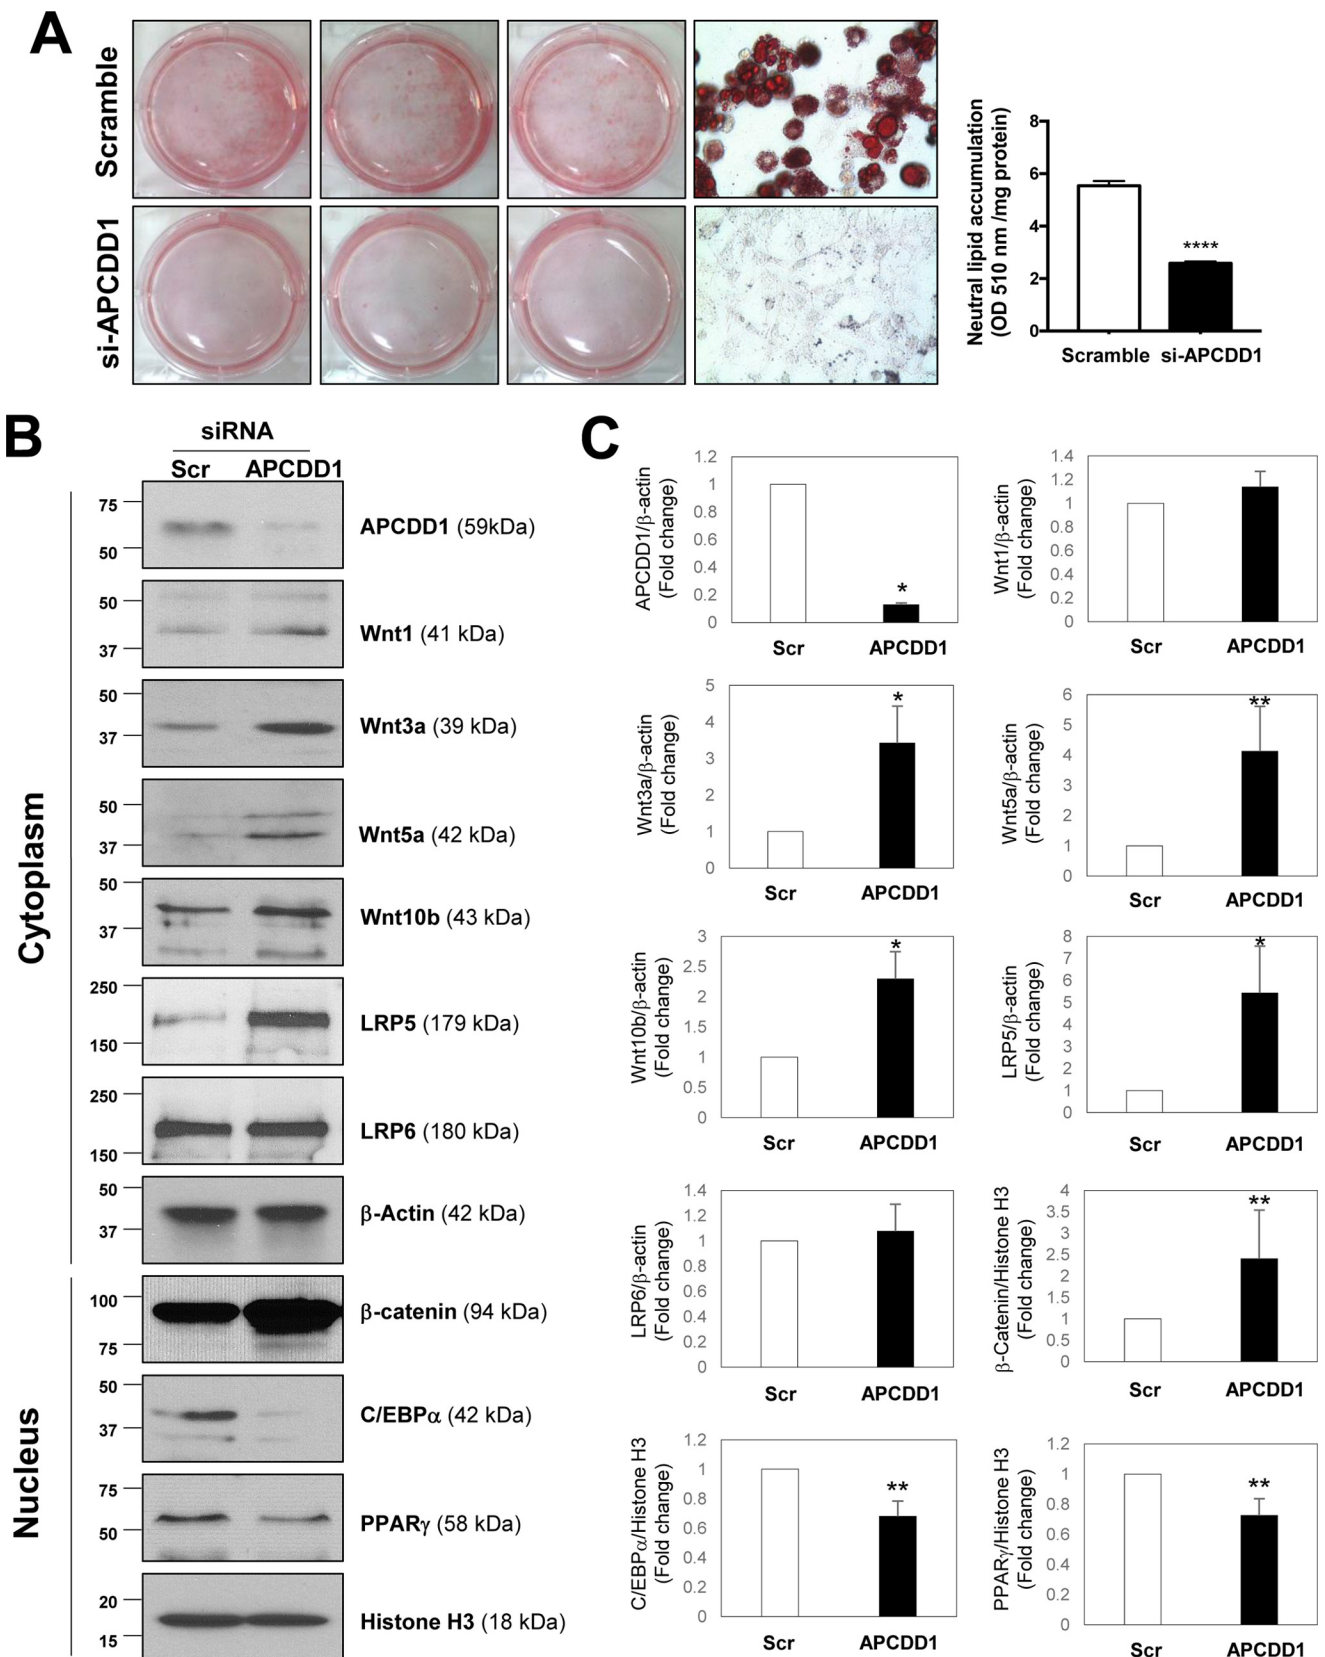 A
Scramble
si-APCDD1
Neutral lipid accumulation
(OD 510 nm /mg protein)
8
6
4
2
0
****
Scramble si-APCDD1
B
siRNA
Scr APCDD1
Cytoplasm
75
50
APCDD1 (59kDa)
50
37
Wnt1 (41 kDa)
50
37
Wnt3a (39 kDa)
50
37
Wnt5a (42 kDa)
50
37
Wnt10b (43 kDa)
250
150
LRP5 (179 kDa)
250
150
LRP6 (180 kDa)
50
37
β-Actin (42 kDa)
Nucleus
100
75
β-catenin (94 kDa)
50
37
C/EBPα (42 kDa)
75
50
PPARγ (58 kDa)
20
15
Histone H3 (18 kDa)
C
APCDD1/β-actin
(Fold change)
1.2
1
0.8
0.6
0.4
0.2
0
*
Scr APCDD1
Wnt1/β-actin
(Fold change)
1.4
1.2
1
0.8
0.6
0.4
0.2
0
Scr APCDD1
Wnt3a/β-actin
(Fold change)
5
4
3
2
1
0
*
Scr APCDD1
Wnt5a/β-actin
(Fold change)
6
5
4
3
2
1
0
**
Scr APCDD1
Wnt10b/β-actin
(Fold change)
3
2.5
2
1.5
1
0.5
0
*
Scr APCDD1
LRP5/β-actin
(Fold change)
8
7
6
5
4
3
2
1
0
*
Scr APCDD1
LRP6/β-actin
(Fold change)
1.4
1.2
1
0.8
0.6
0.4
0.2
0
Scr APCDD1
β-Catenin/Histone H3
(Fold change)
4
3.5
3
2.5
2
1.5
1
0.5
0
**
Scr APCDD1
C/EBPα/Histone H3
(Fold change)
1.2
1
0.8
0.6
0.4
0.2
0
**
Scr APCDD1
PPARγ/Histone H3
(Fold change)
1.2
1
0.8
0.6
0.4
0.2
0
**
Scr APCDD1